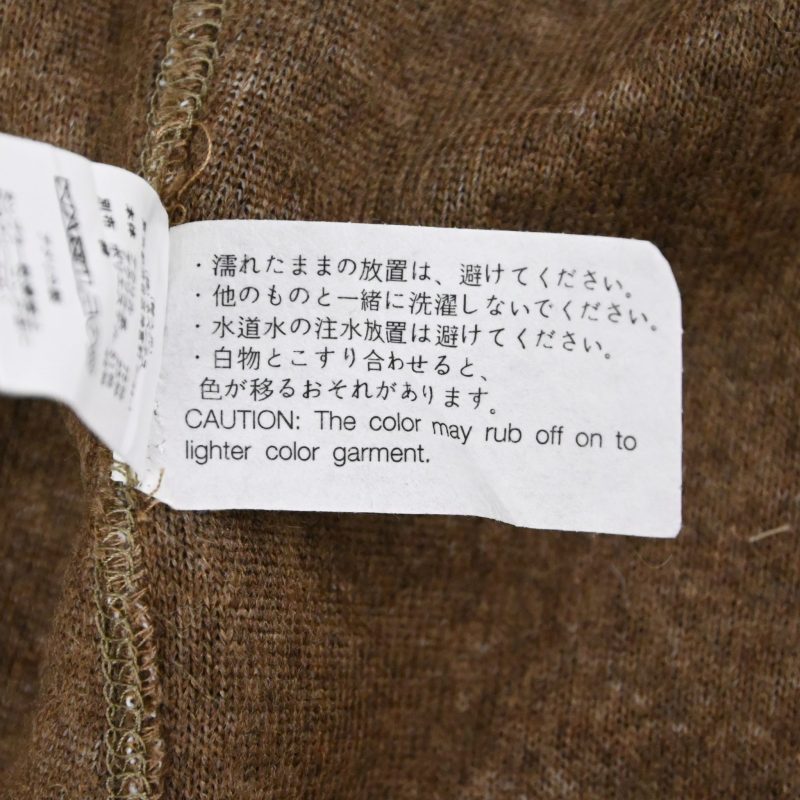 ・濡れたままの放置は、避けてください。
・他のものと一緒に洗濯しないでください。
・水道水の注水放置は避けてください。
・白物とこすり合わせると、
色が移るおそれがあります。
CAUTION: The color may rub off on to
lighter color garment.